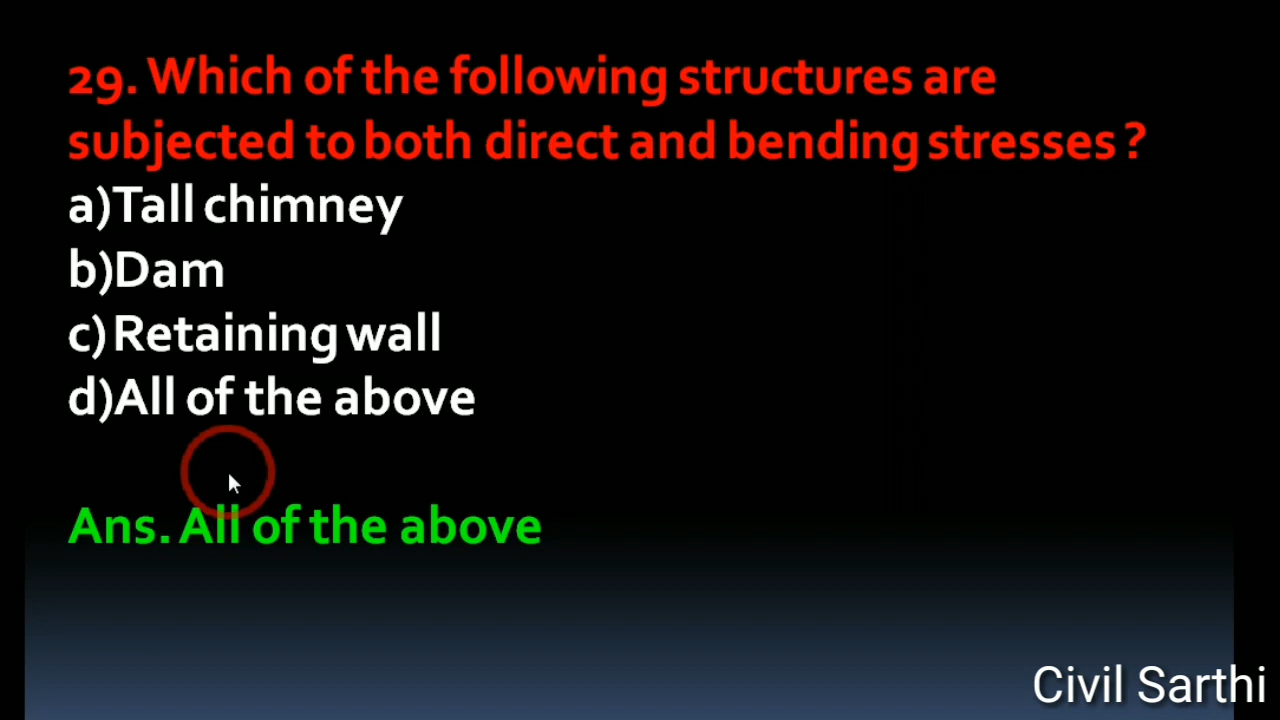 29. Which of the following structures are
subjected to both direct and bending stresses ?
a)Tall chimney
b)Dam
c)Retaining wall
d)All of the above
Ans. All of the above
Civil Sarthi